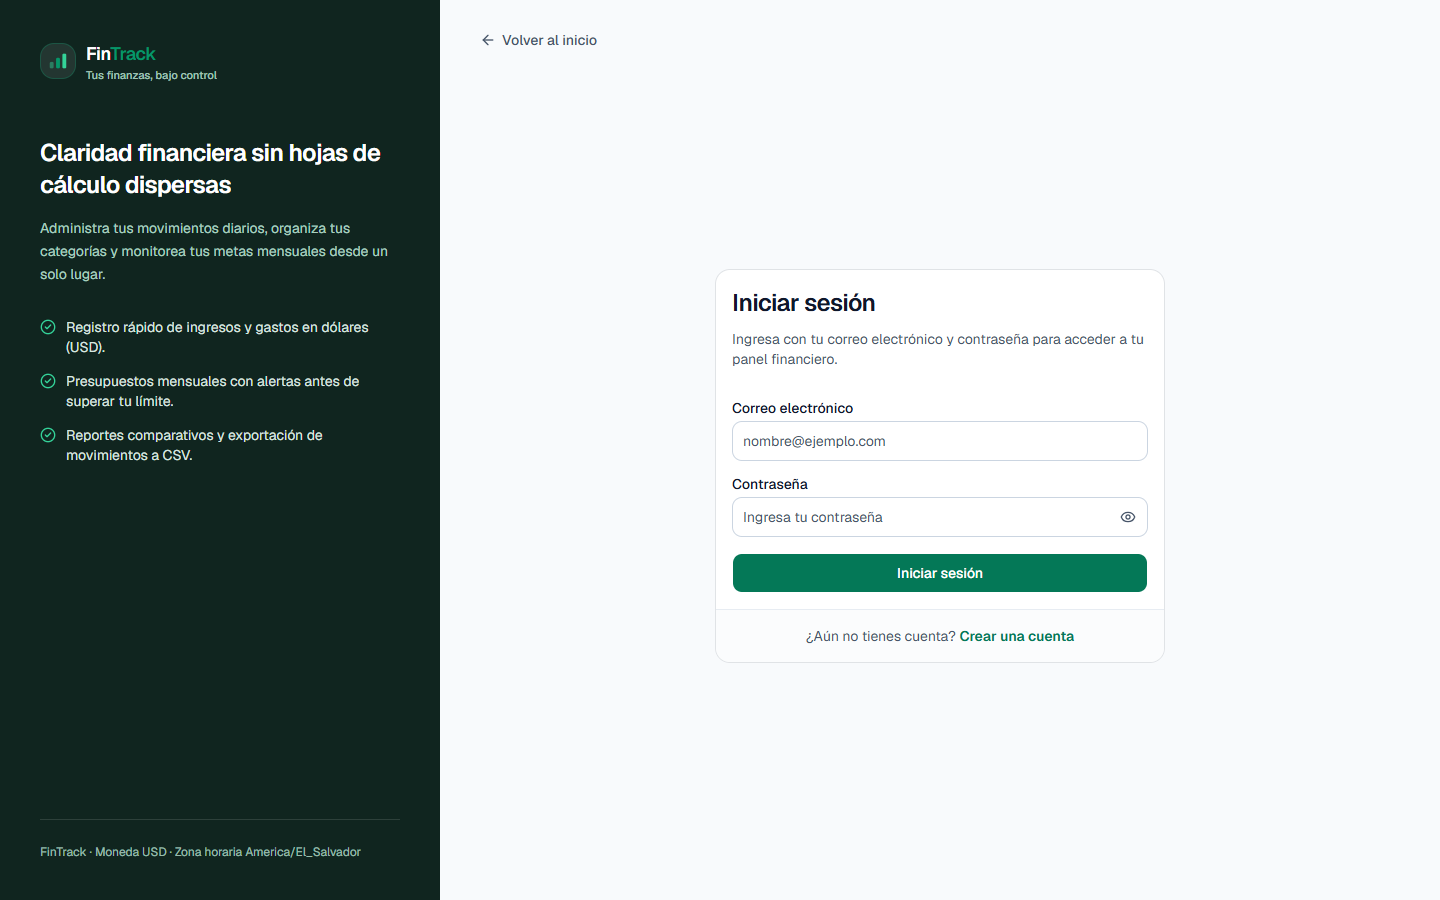 FinTrack
Tus finanzas, bajo control
Claridad financiera sin hojas de
cálculo dispersas
Administra tus movimientos diarios, organiza tus
categorías y monitorea tus metas mensuales desde un
solo lugar.
Registro rápido de ingresos y gastos en dólares
(USD).
Presupuestos mensuales con alertas antes de
superar tu límite.
Reportes comparativos y exportación de
movimientos a CSV.
FinTrack · Moneda USD · Zona horaria America/El_Salvador
Volver al inicio
Iniciar sesión
Ingresa con tu correo electrónico y contraseña para acceder a tu
panel financiero.
Correo electrónico
nombre@ejemplo.com
Contraseña
Ingresa tu contraseña
Iniciar sesión
¿Aún no tienes cuenta? Crear una cuenta